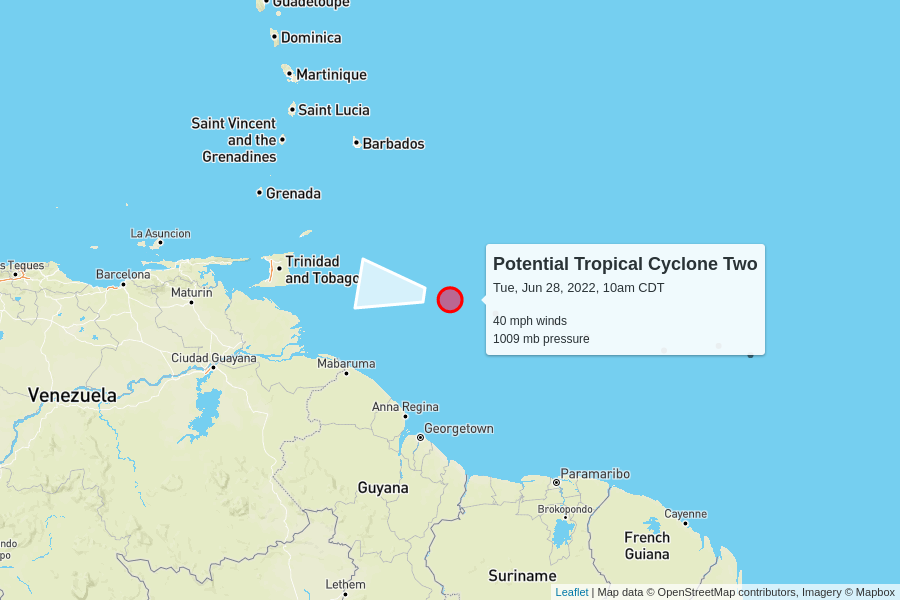 Guadeloupe
Dominica
Martinique
Saint Lucia
Saint Vincent
and the
Grenadines
Barbados
Grenada
La Asuncion
s Teques
Barcelona
Trinidad
and Tobago
Maturin
Potential Tropical Cyclone Two
Tue, Jun 28, 2022, 10am CDT
40 mph winds
1009 mb pressure
Ciudad Guayana
Mabaruma
Venezuela
Anna Regina
Georgetown
Guyana
Paramaribo
Brokopondo
Cayenne
French
Guiana
ndo
po
Lethem
Suriname
Leaflet | Map data © OpenStreetMap contributors, Imagery © Mapbox